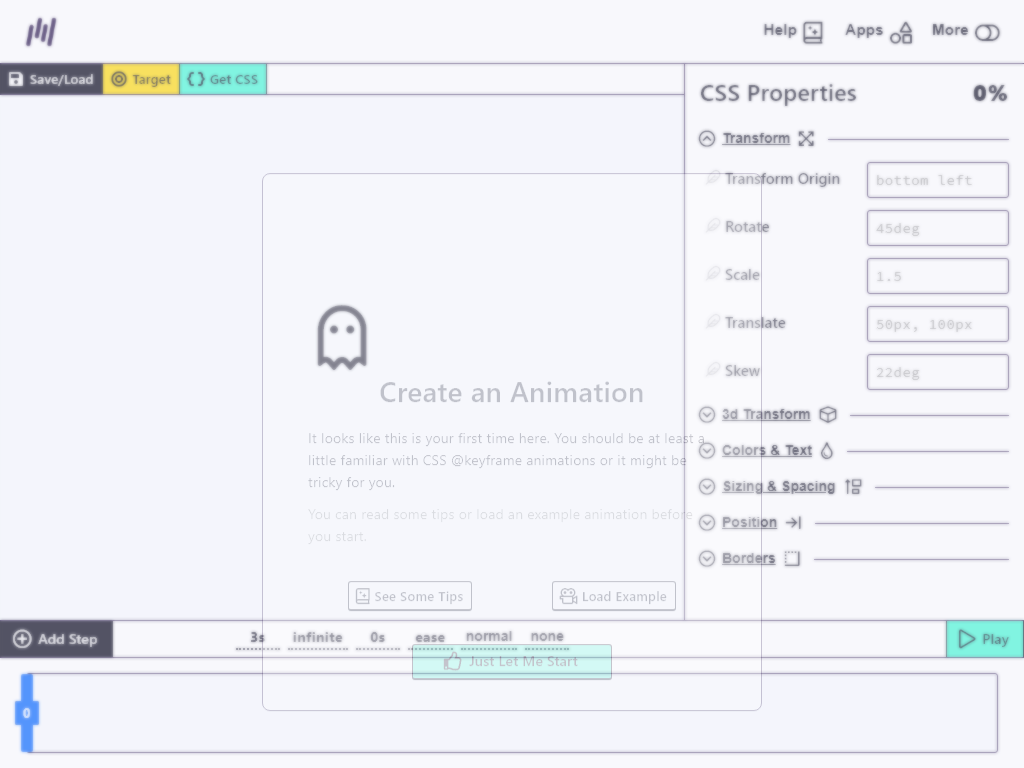 Help
Apps
More
Save/Load
Target
Get CSS
CSS Properties
0%
Transform
Transform Origin
bottom left
Rotate
45deg
Scale
1.5
Translate
50px, 100px
Skew
22deg
3d Transform
Colors & Text
Sizing & Spacing
Position
Borders
Create an Animation
It looks like this is your first time here. You should be at least a
little familiar with CSS @keyframe animations or it might be
tricky for you.
You can read some tips or load an example animation before
you start.
See Some Tips
Load Example
Just Let Me Start
Add Step
3s
infinite
0s
ease
normal
none
Play
0